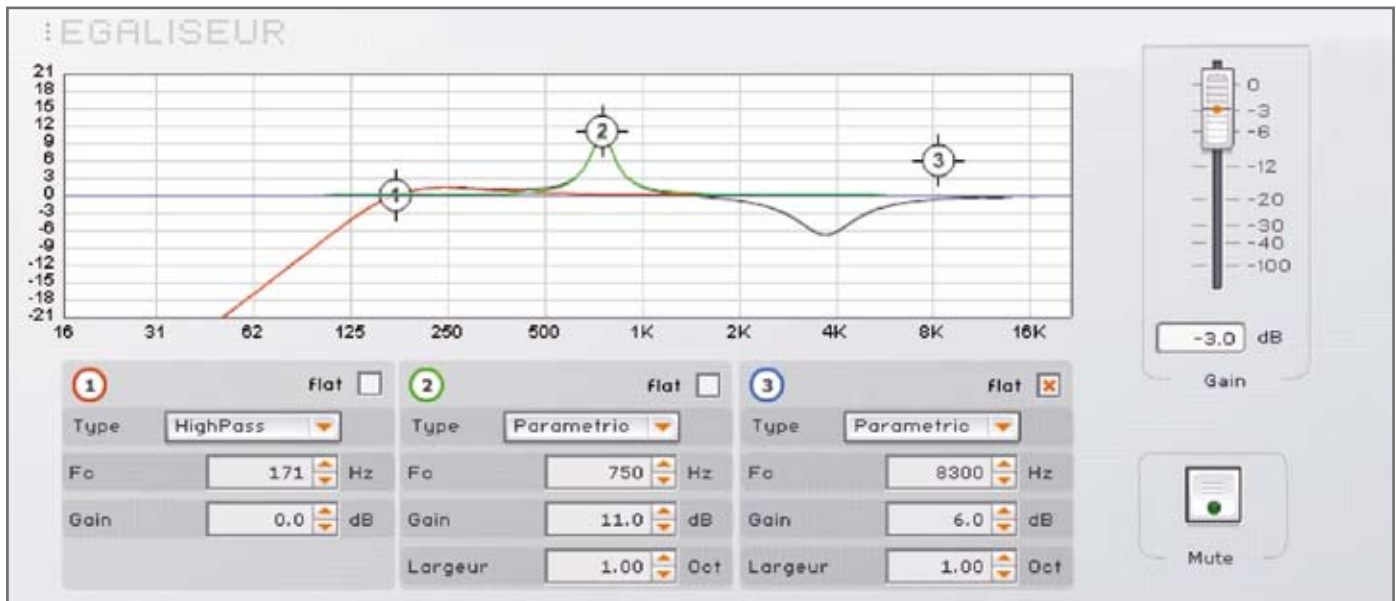 EGALISEUR
21
18
15
12
9
6
3
0
-3
-6
-9
-12
-15
-18
-21
1
2
3
16 31 62 125 250 500 1K 2K 4K 8K 16K
0
-3
-6
-12
-20
-30
-40
-100
-3.0 dB
Gain
1 flat
Type HighPass
Fc 171 Hz
Gain 0.0 dB
2 flat
Type Parametric
Fc 750 Hz
Gain 11.0 dB
Largeur 1.00 Oct
3 flat
Type Parametric
Fc 8300 Hz
Gain 6.0 dB
Largeur 1.00 Oct
Mute